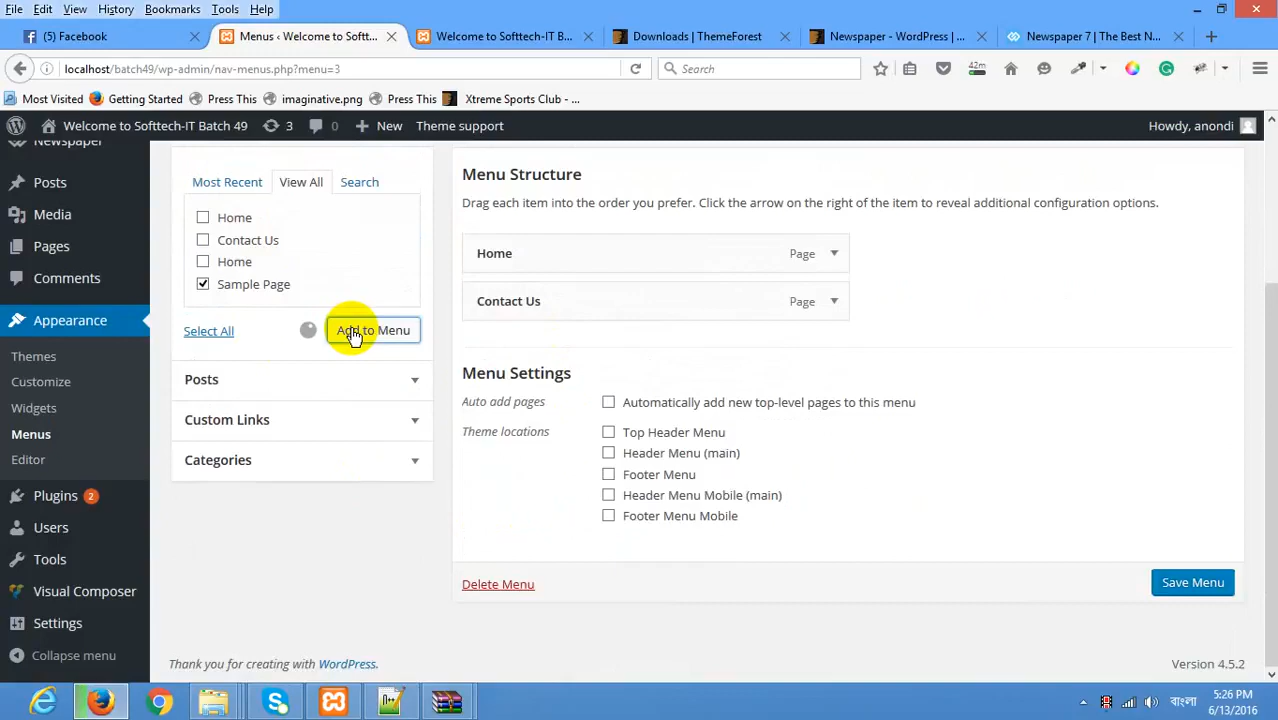 File Edit View History Bookmarks Tools Help
(5) Facebook
Menus ‹ Welcome to Softt...
Welcome to Softtech-IT B...
Downloads | ThemeForest
Newspaper - WordPress | ...
Newspaper 7 | The Best N...
localhost/batch49/wp-admin/nav-menus.php?menu=3
Search
42m
Most Visited Getting Started Press This imaginative.png Press This Xtreme Sports Club - ...
Welcome to Softtech-IT Batch 49 3 0 New Theme support Howdy, anondi
Newspaper
Posts
Media
Pages
Comments
Appearance
Themes
Customize
Widgets
Menus
Editor
Plugins 2
Users
Tools
Visual Composer
Settings
Collapse menu
Most Recent View All Search
Home
Contact Us
Home
Sample Page
Select All Add to Menu
Posts
Custom Links
Categories
Menu Structure
Drag each item into the order you prefer. Click the arrow on the right of the item to reveal additional configuration options.
Home Page
Contact Us Page
Menu Settings
Auto add pages Automatically add new top-level pages to this menu
Theme locations Top Header Menu
Header Menu (main)
Footer Menu
Header Menu Mobile (main)
Footer Menu Mobile
Delete Menu Save Menu
Thank you for creating with WordPress. Version 4.5.2
বাংলা
5:26 PM
6/13/2016